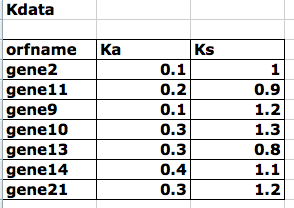 Kdata
orfname Ka Ks
gene2 0.1 1
gene11 0.2 0.9
gene9 0.1 1.2
gene10 0.3 1.3
gene13 0.3 0.8
gene14 0.4 1.1
gene21 0.3 1.2